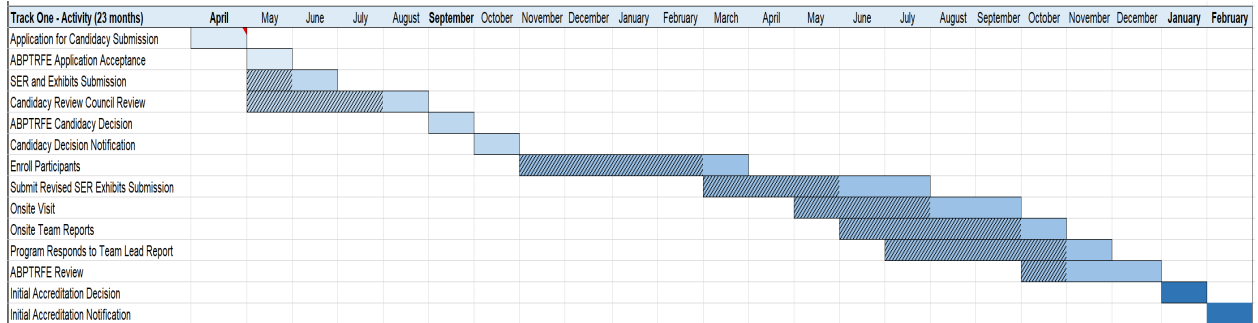 Track One - Activity (23 months) April May June July August September October November December January February March April May June July August September October November December January February
Application for Candidacy Submission
ABPTRFE Application Acceptance
SER and Exhibits Submission
Candidacy Review Council Review
ABPTRFE Candidacy Decision
Candidacy Decision Notification
Enroll Participants
Submit Revised SER Exhibits Submission
Onsite Visit
Onsite Team Reports
Program Responds to Team Lead Report
ABPTRFE Review
Initial Accreditation Decision
Initial Accreditation Notification